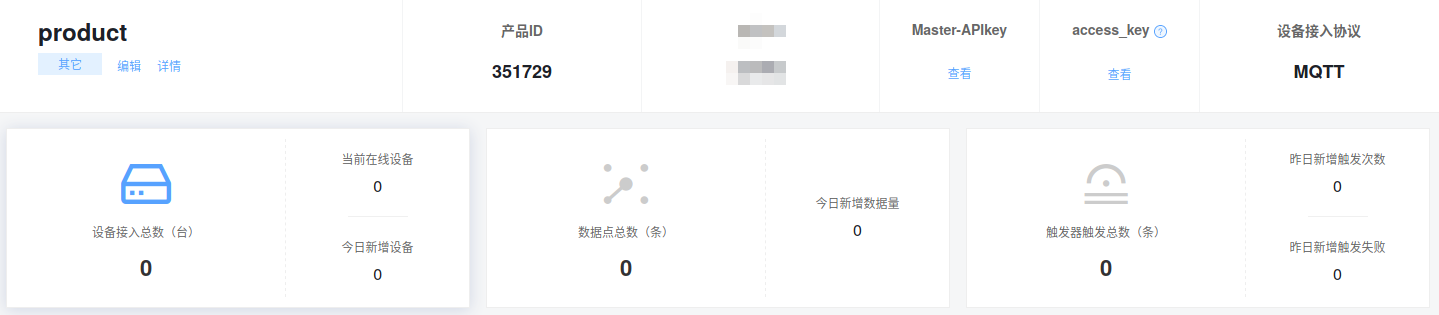 product
其它 编辑 详情
产品ID
351729
Master-APIkey
查看
access_key ?
查看
设备接入协议
MQTT
设备接入总数（台）
0
当前在线设备
0
今日新增设备
0
数据点总数（条）
0
今日新增数据量
0
触发器触发总数（条）
0
昨日新增触发次数
0
昨日新增触发失败
0